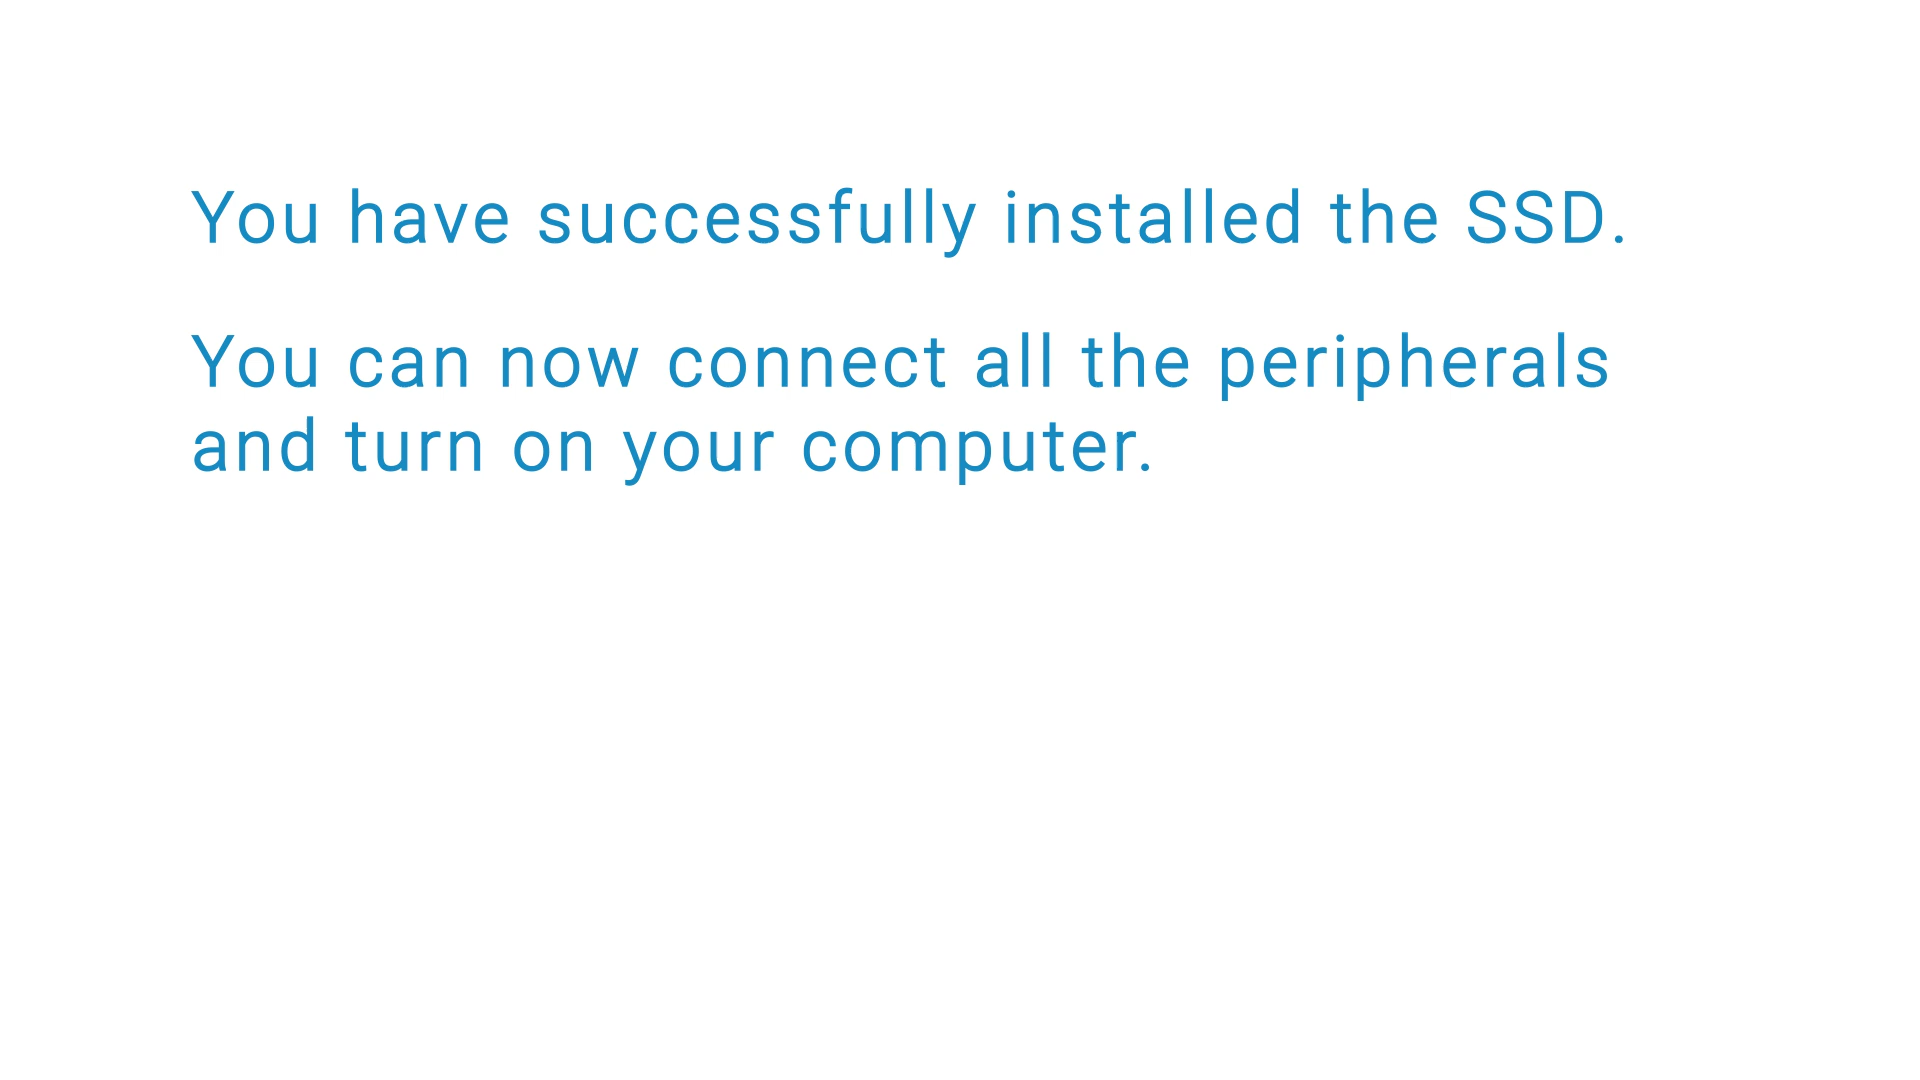 You have successfully installed the SSD.
You can now connect all the peripherals
and turn on your computer.